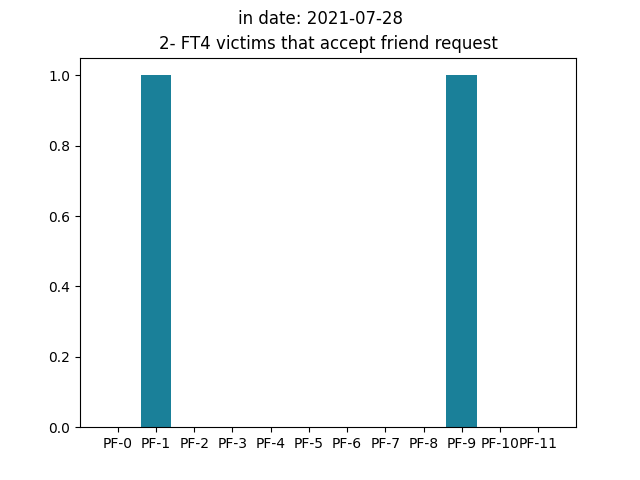 in date: 2021-07-28
2- FT4 victims that accept friend request
1.0
0.8
0.6
0.4
0.2
0.0
PF-0 PF-1 PF-2 PF-3 PF-4 PF-5 PF-6 PF-7 PF-8 PF-9 PF-10 PF-11